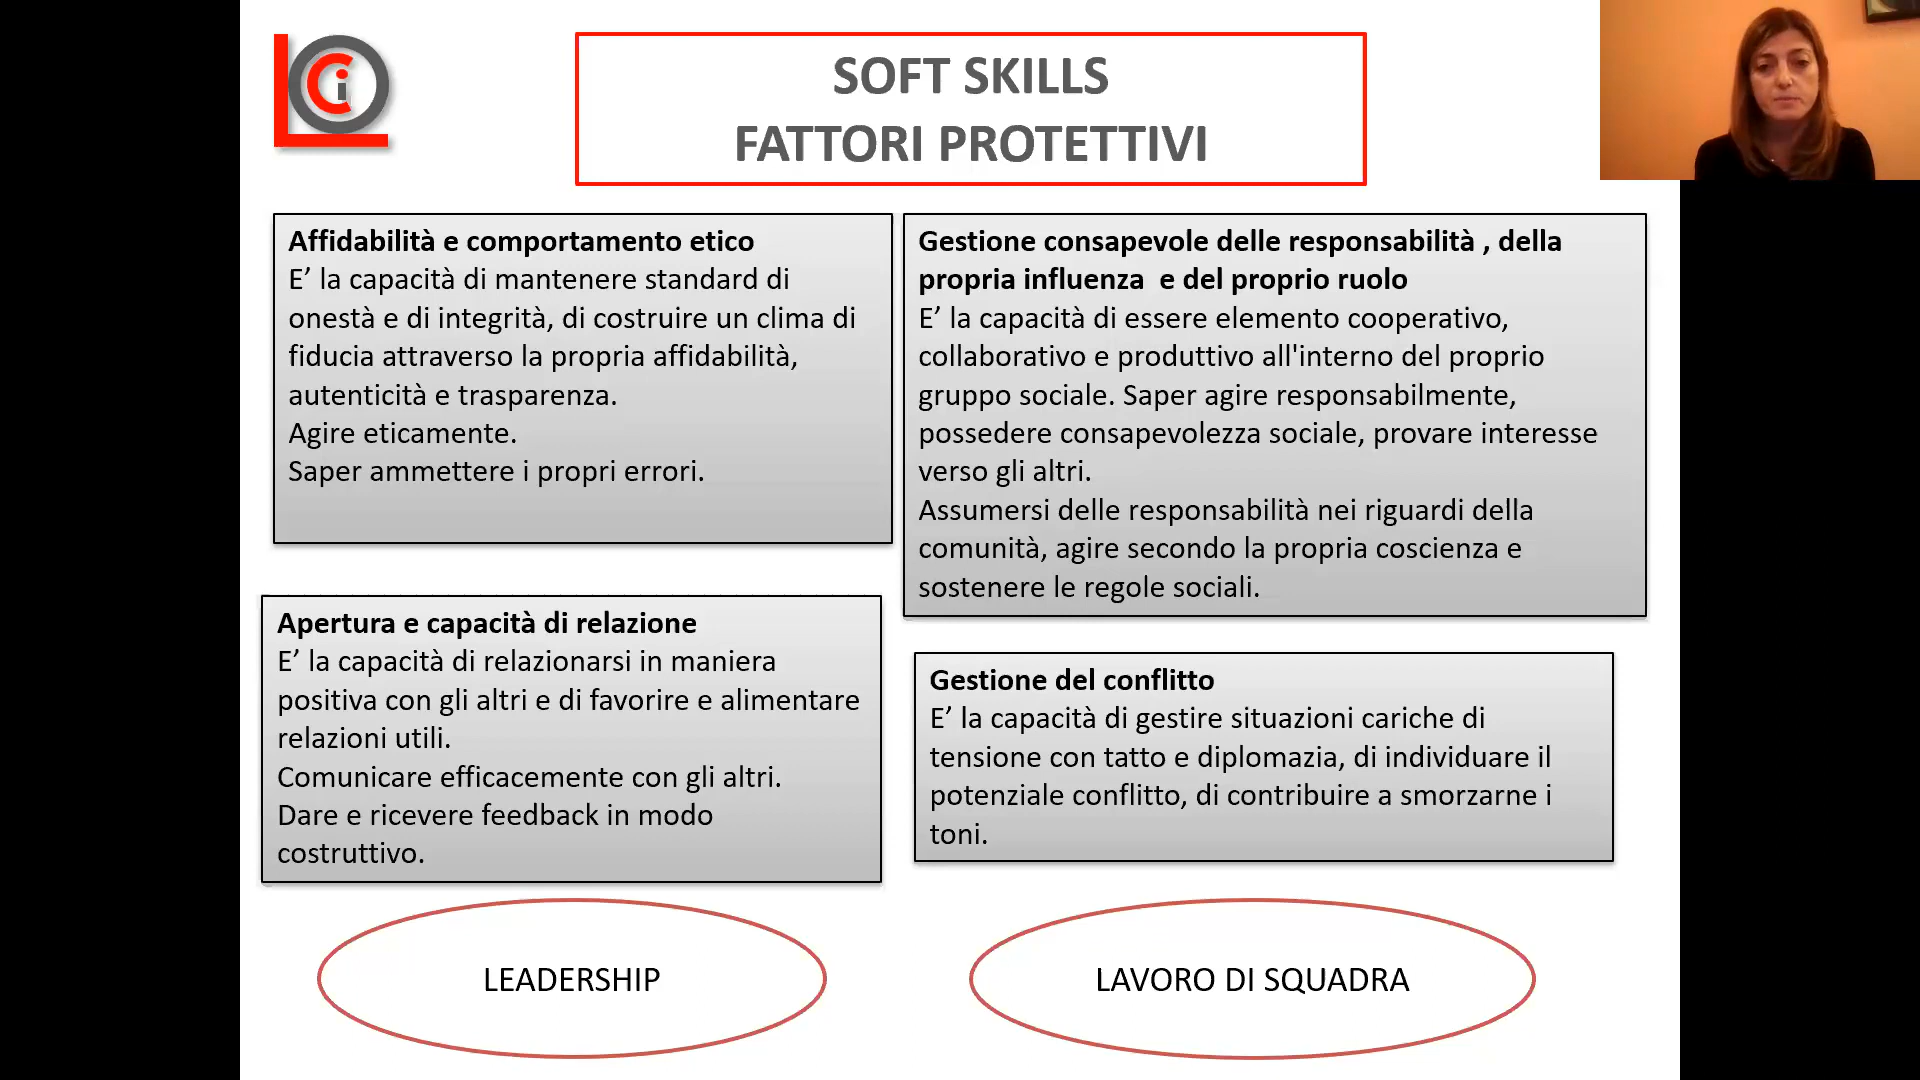 LOCi
SOFT SKILLS
FATTORI PROTETTIVI
Affidabilità e comportamento etico
E’ la capacità di mantenere standard di
onestà e di integrità, di costruire un clima di
fiducia attraverso la propria affidabilità,
autenticità e trasparenza.
Agire eticamente.
Saper ammettere i propri errori.
Gestione consapevole delle responsabilità , della
propria influenza  e del proprio ruolo
E’ la capacità di essere elemento cooperativo,
collaborativo e produttivo all'interno del proprio
gruppo sociale. Saper agire responsabilmente,
possedere consapevolezza sociale, provare interesse
verso gli altri.
Assumersi delle responsabilità nei riguardi della
comunità, agire secondo la propria coscienza e
sostenere le regole sociali.
Apertura e capacità di relazione
E’ la capacità di relazionarsi in maniera
positiva con gli altri e di favorire e alimentare
relazioni utili.
Comunicare efficacemente con gli altri.
Dare e ricevere feedback in modo
costruttivo.
Gestione del conflitto
E’ la capacità di gestire situazioni cariche di
tensione con tatto e diplomazia, di individuare il
potenziale conflitto, di contribuire a smorzarne i
toni.
LEADERSHIP
LAVORO DI SQUADRA